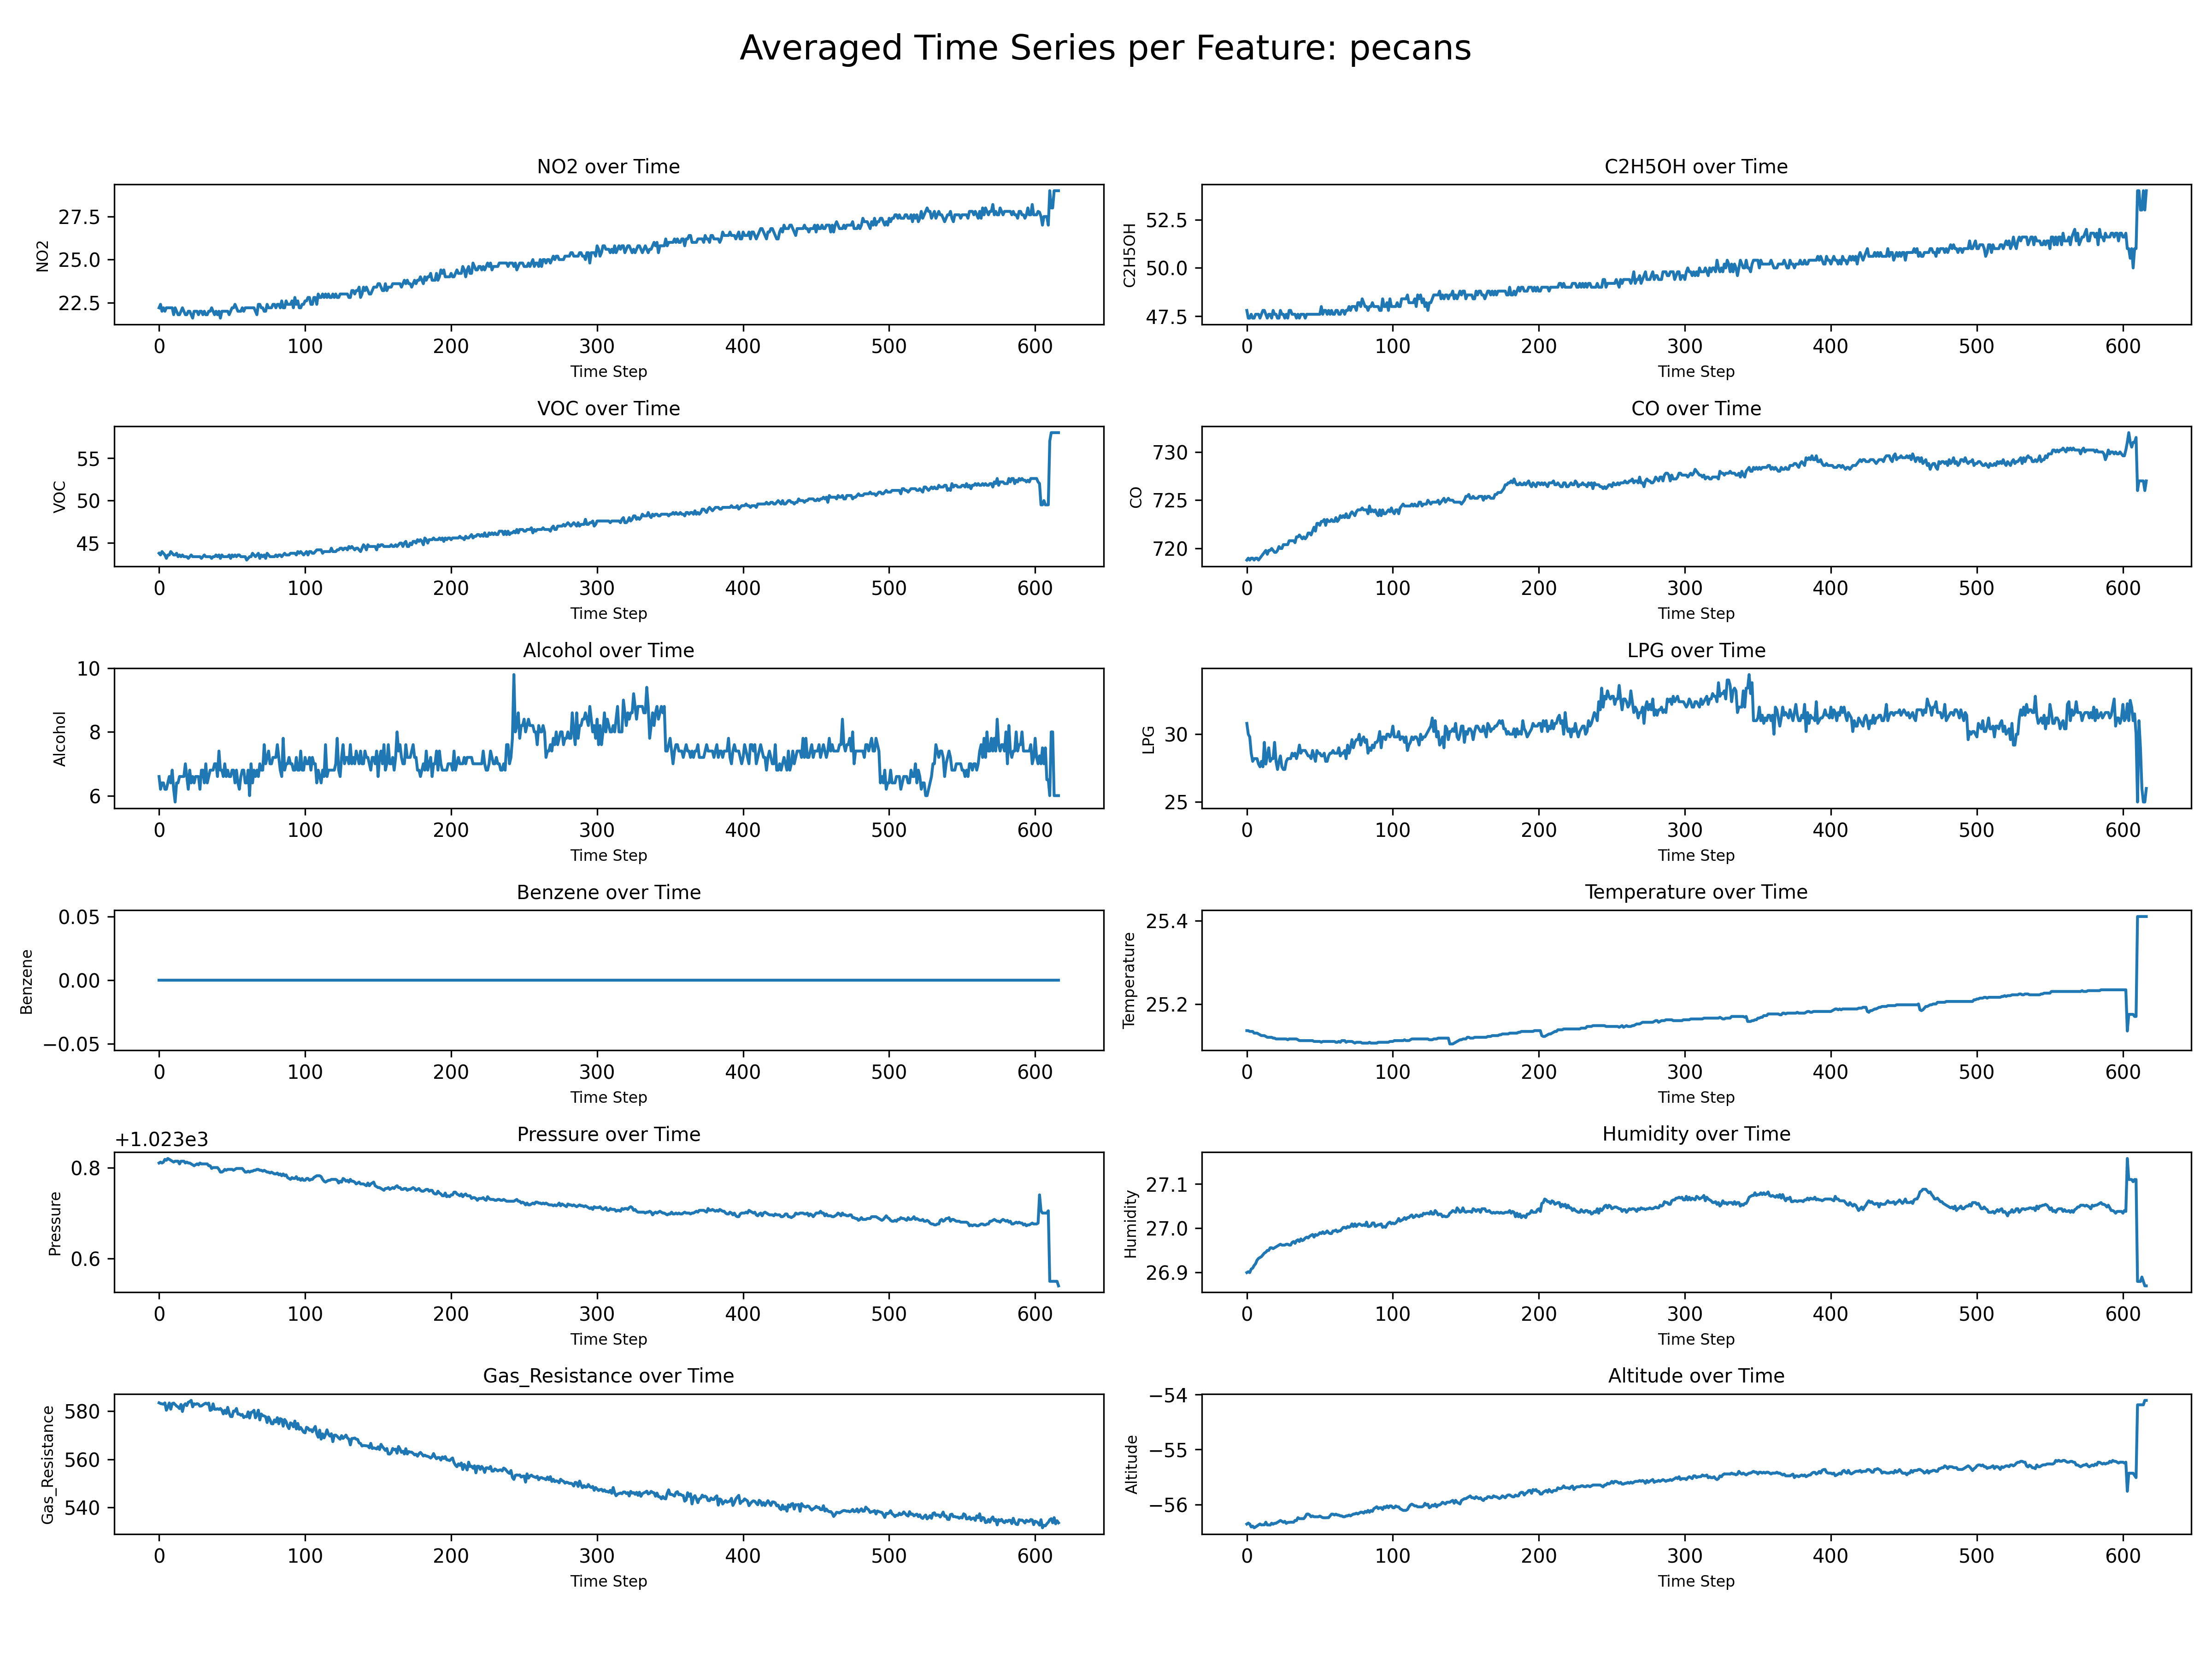 Averaged Time Series per Feature: pecans
NO2 over Time
NO2
27.5
25.0
22.5
0 100 200 300 400 500 600
Time Step
C2H5OH over Time
C2H5OH
52.5
50.0
47.5
0 100 200 300 400 500 600
Time Step
VOC over Time
VOC
55
50
45
0 100 200 300 400 500 600
Time Step
CO over Time
CO
730
725
720
0 100 200 300 400 500 600
Time Step
Alcohol over Time
Alcohol
10
8
6
0 100 200 300 400 500 600
Time Step
LPG over Time
LPG
30
25
0 100 200 300 400 500 600
Time Step
Benzene over Time
Benzene
0.05
0.00
−0.05
0 100 200 300 400 500 600
Time Step
Temperature over Time
Temperature
25.4
25.2
0 100 200 300 400 500 600
Time Step
+1.023e3
Pressure over Time
Pressure
0.8
0.6
0 100 200 300 400 500 600
Time Step
Humidity over Time
Humidity
27.1
27.0
26.9
0 100 200 300 400 500 600
Time Step
Gas_Resistance over Time
Gas_Resistance
580
560
540
0 100 200 300 400 500 600
Time Step
Altitude over Time
Altitude
−54
−55
−56
0 100 200 300 400 500 600
Time Step